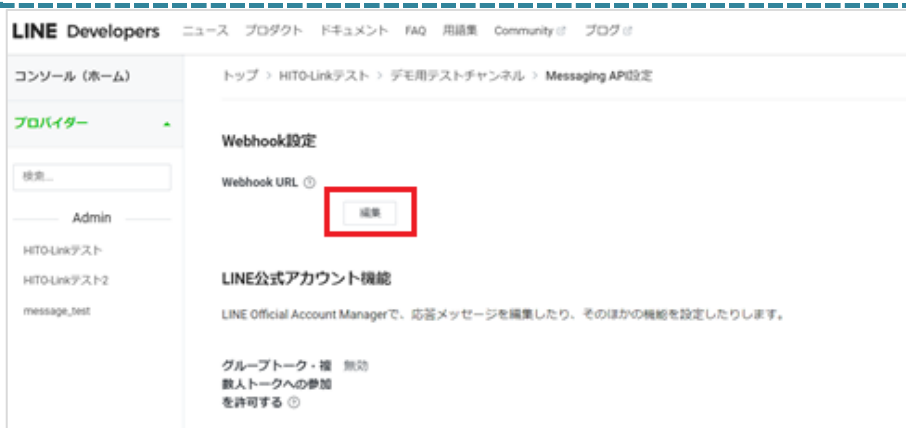 LINE Developers ニュース プロダクト ドキュメント FAQ 用語集 Community ブログ
コンソール（ホーム）
トップ > HITO-Linkテスト > デモ用テストチャンネル > Messaging API設定
プロバイダー
Webhook設定
検索...
Webhook URL
編集
Admin
HITO-Linkテスト
HITO-Linkテスト2
message_test
LINE公式アカウント機能
LINE Official Account Managerで、応答メッセージを編集したり、そのほかの機能を設定したりします。
グループトーク・複 無効
数人トークへの参加
を許可する